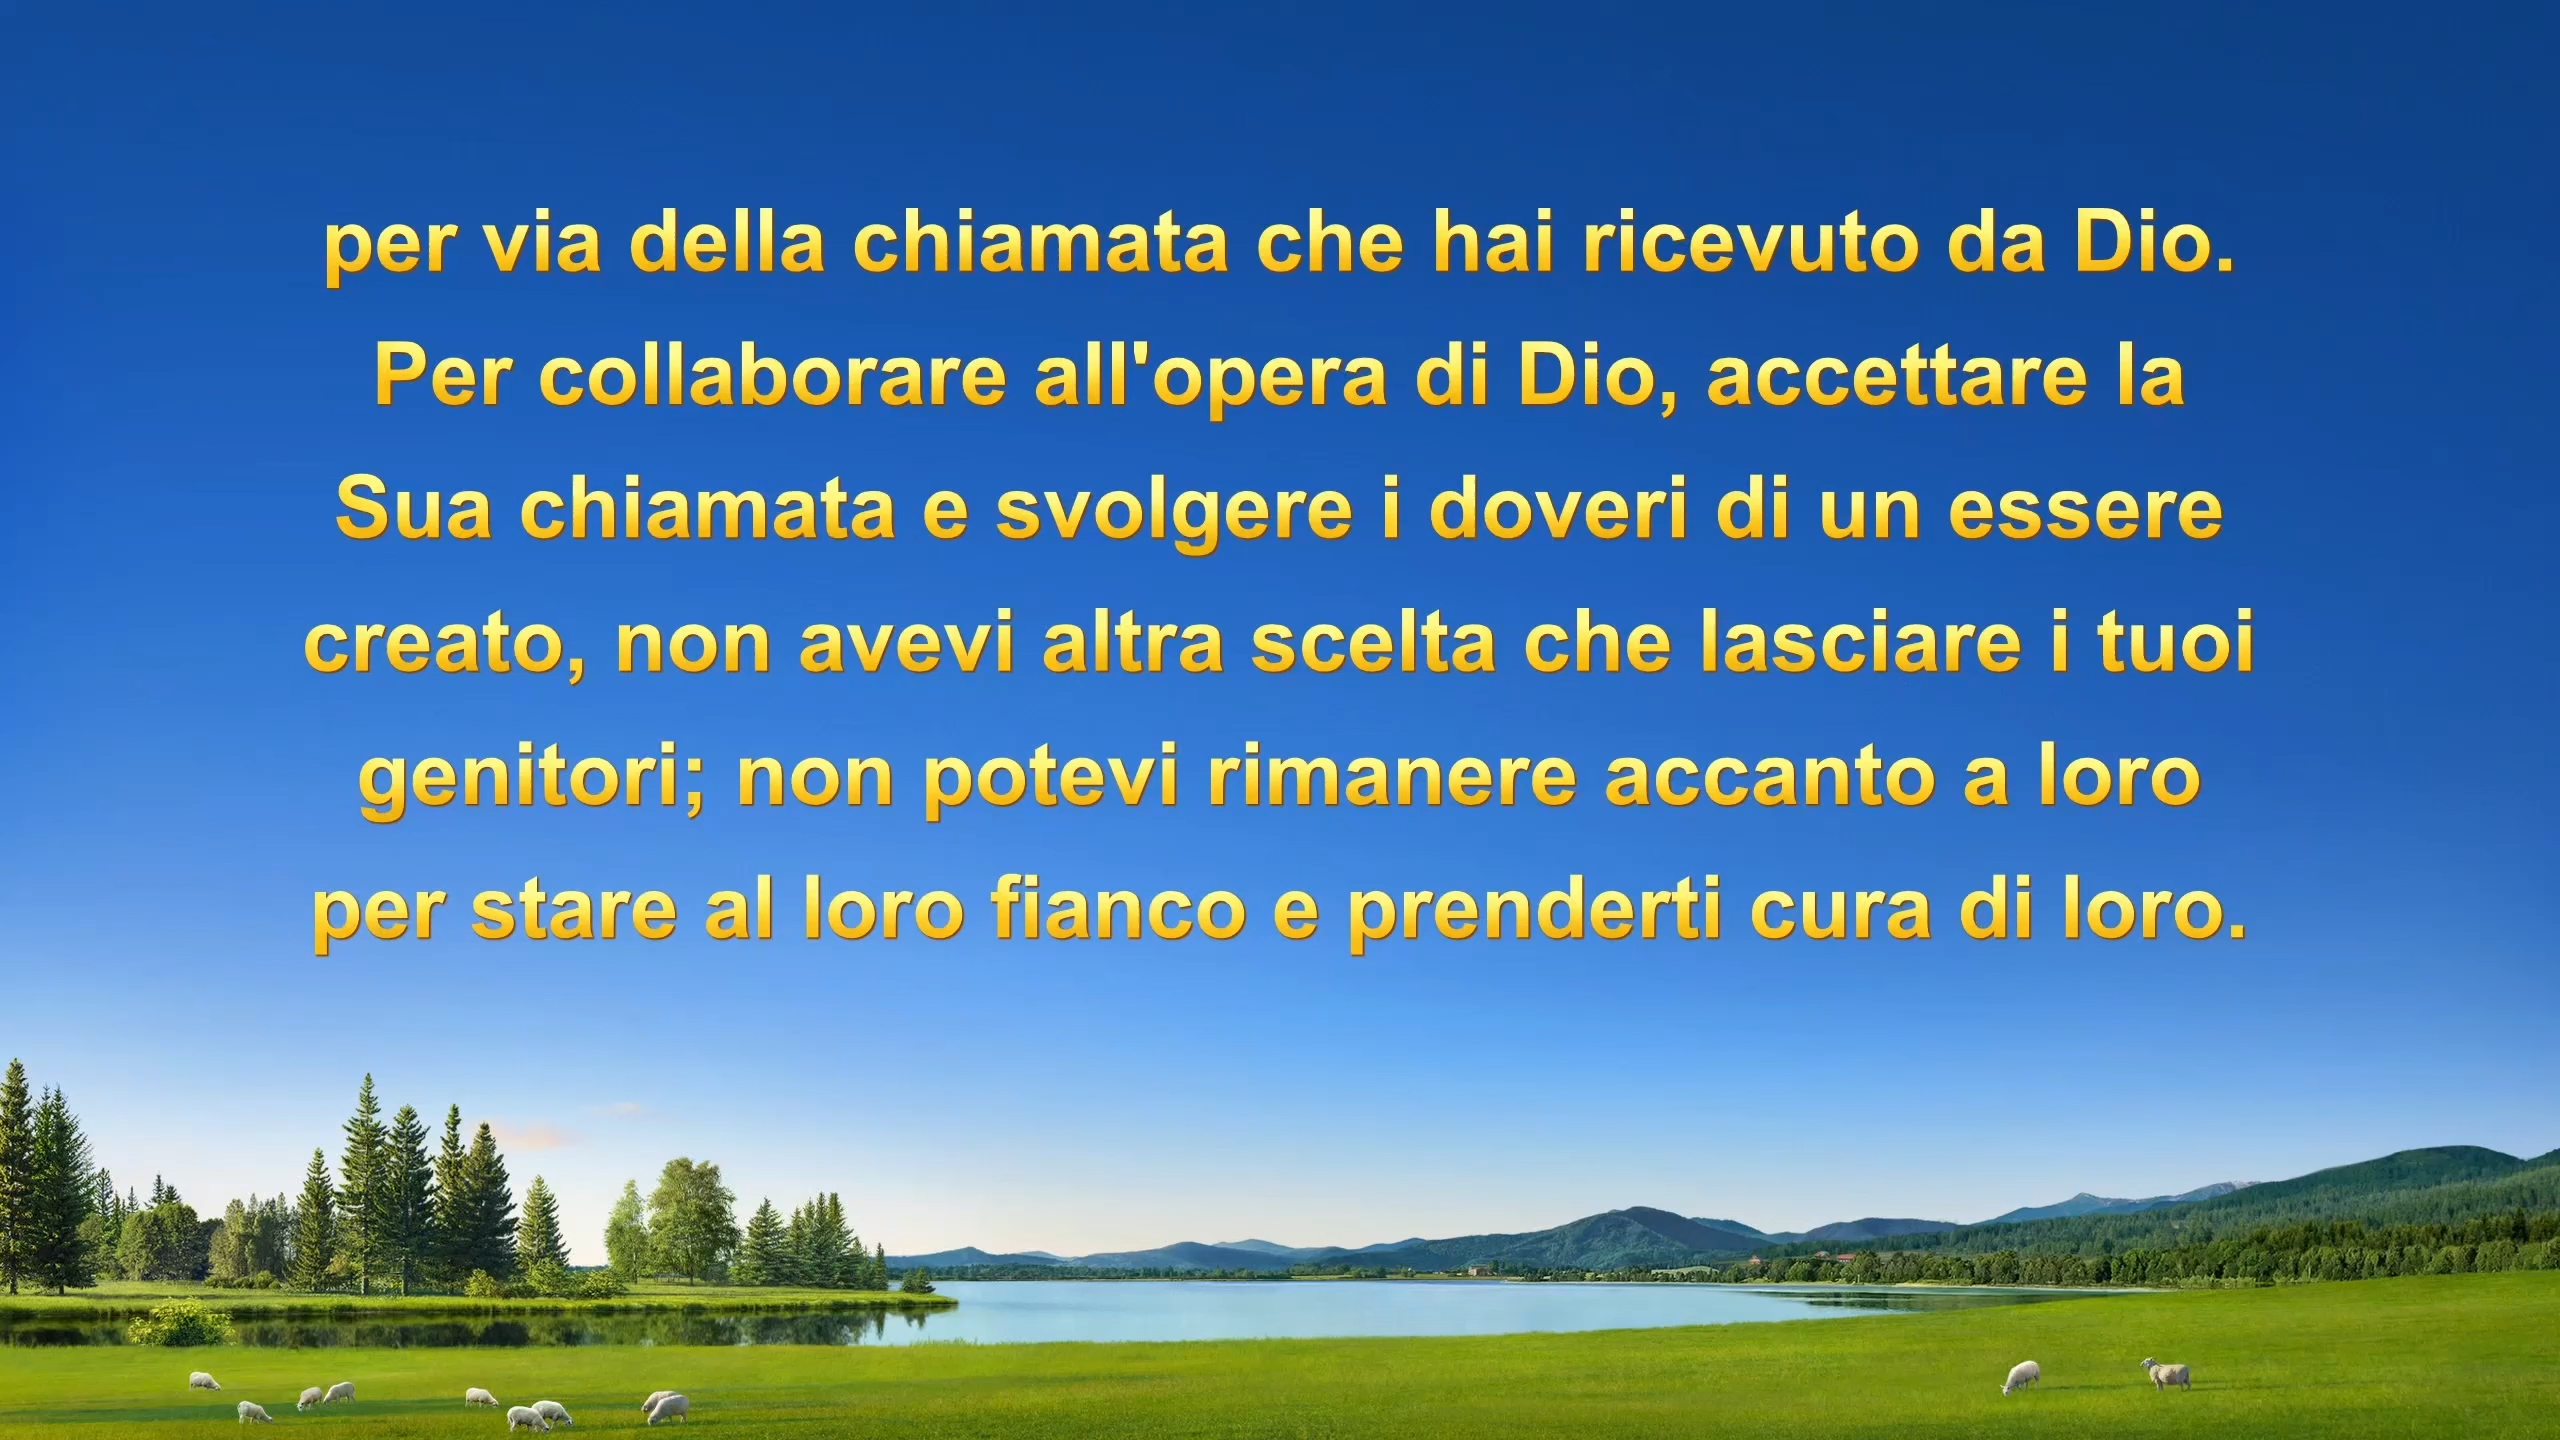 per via della chiamata che hai ricevuto da Dio.
Per collaborare all'opera di Dio, accettare la
Sua chiamata e svolgere i doveri di un essere
creato, non avevi altra scelta che lasciare i tuoi
genitori; non potevi rimanere accanto a loro
per stare al loro fianco e prenderti cura di loro.